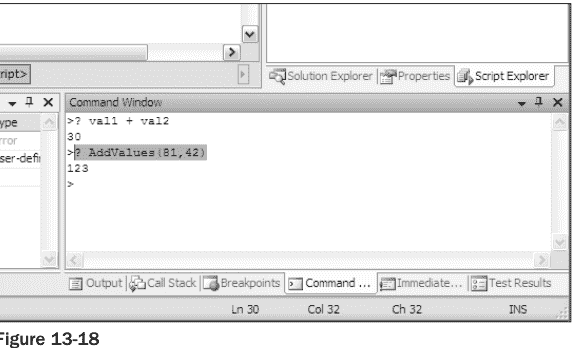 ript>
Solution Explorer Properties Script Explorer
ype
rror
ser-defi
Command Window
>? val1 + val2
30
>? AddValues(81,42)
123
>
Output Call Stack Breakpoints Command ... Immediate... Test Results
Ln 30 Col 32 Ch 32 INS
Figure 13-18